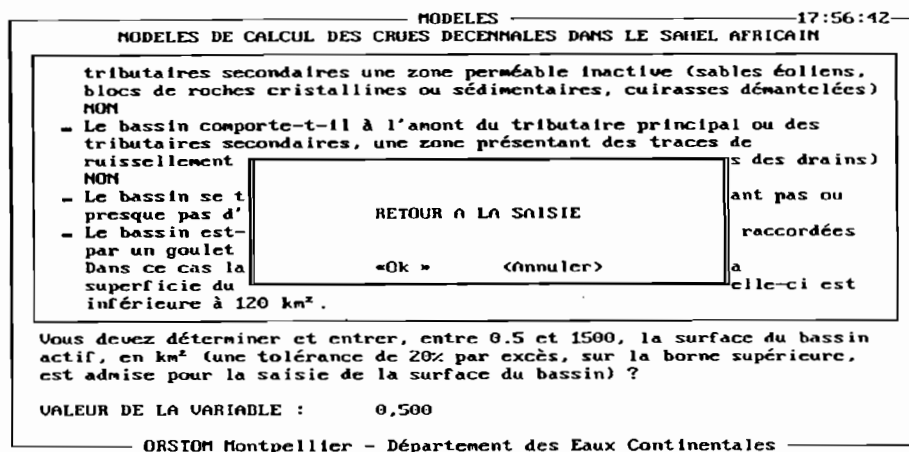 MODELES 17:56:42
MODELES DE CALCUL DES CRUES DECENNALES DANS LE SAHEL AFRICAIN
tributaires secondaires une zone perméable inactive (sables éoliens,
blocs de roches cristallines ou sédimentaires, cuirasses démantelées)
NON
- Le bassin comporte-t-il à l'amont du tributaire principal ou des
tributaires secondaires, une zone présentant des traces de
ruissellement s des drains)
NON
- Le bassin se t ant pas ou
presque pas d'
- Le bassin est- raccordées
par un goulet
Dans ce cas la a
superficie du elle-ci est
inférieure à 120 km².
RETOUR A LA SAISIE
«Ok » <Annuler>
Vous devez déterminer et entrer, entre 0.5 et 1500, la surface du bassin
actif, en km² (une tolérance de 20% par excès, sur la borne supérieure,
est admise pour la saisie de la surface du bassin) ?
VALEUR DE LA VARIABLE : 0,500
ORSTOM Montpellier - Département des Eaux Continentales